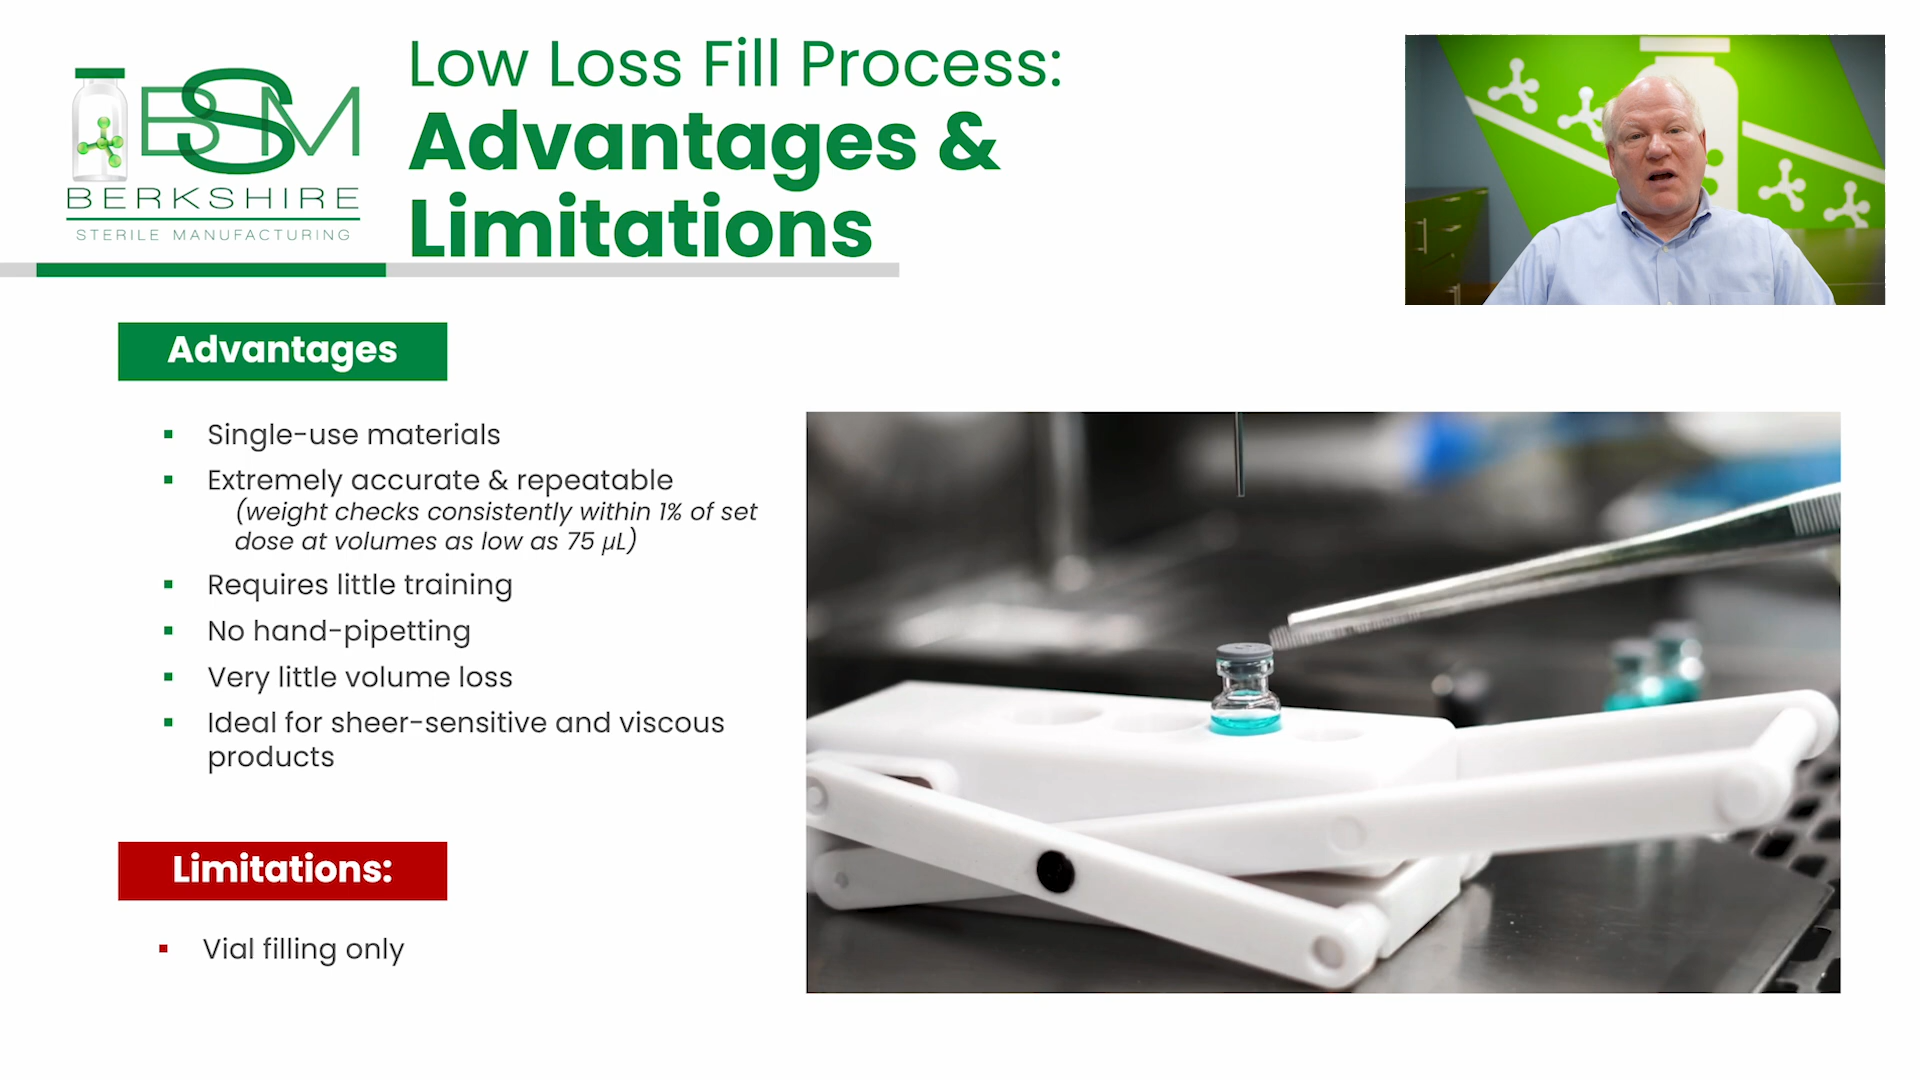 BSM
BERKSHIRE
STERILE MANUFACTURING
Low Loss Fill Process:
Advantages &
Limitations
Advantages
Single-use materials
Extremely accurate & repeatable
(weight checks consistently within 1% of set
dose at volumes as low as 75 µL)
Requires little training
No hand-pipetting
Very little volume loss
Ideal for sheer-sensitive and viscous
products
Limitations:
Vial filling only